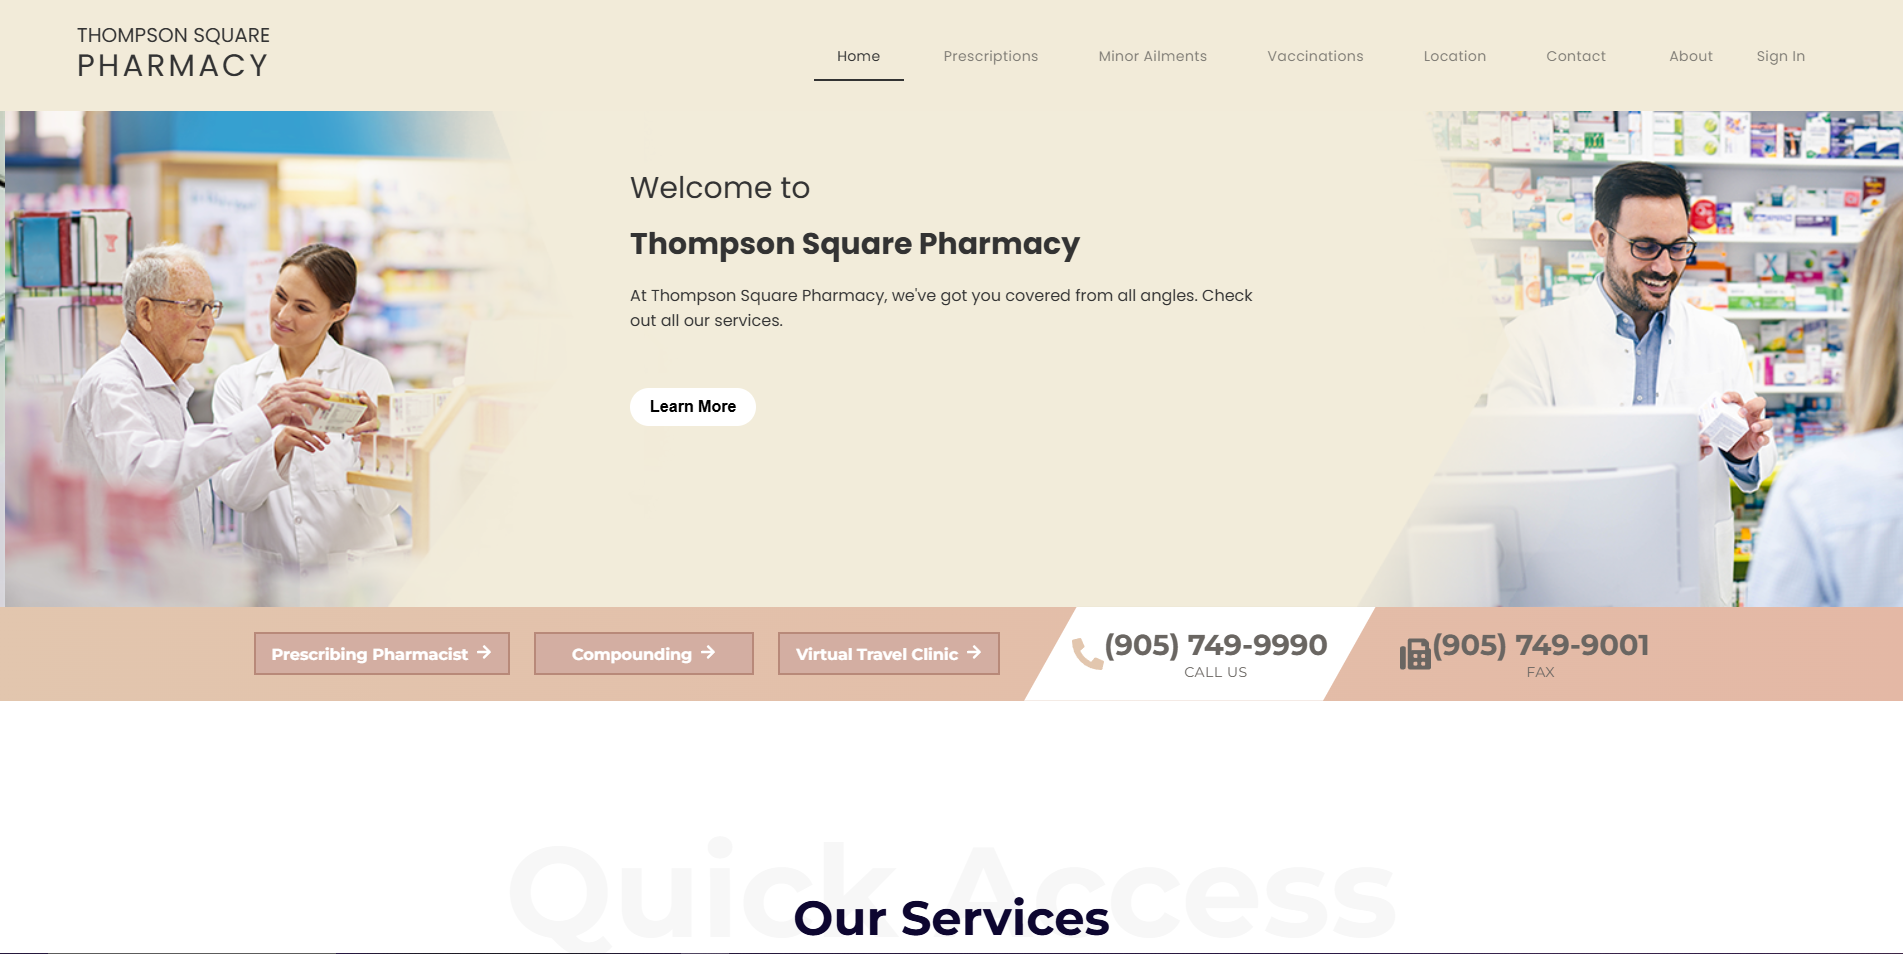 THOMPSON SQUARE
PHARMACY
Home Prescriptions Minor Ailments Vaccinations Location Contact About Sign In
Welcome to
Thompson Square Pharmacy
At Thompson Square Pharmacy, we've got you covered from all angles. Check
out all our services.
Learn More
Prescribing Pharmacist Compounding Virtual Travel Clinic
(905) 749-9990
CALL US
(905) 749-9001
FAX
Quick Access
Our Services